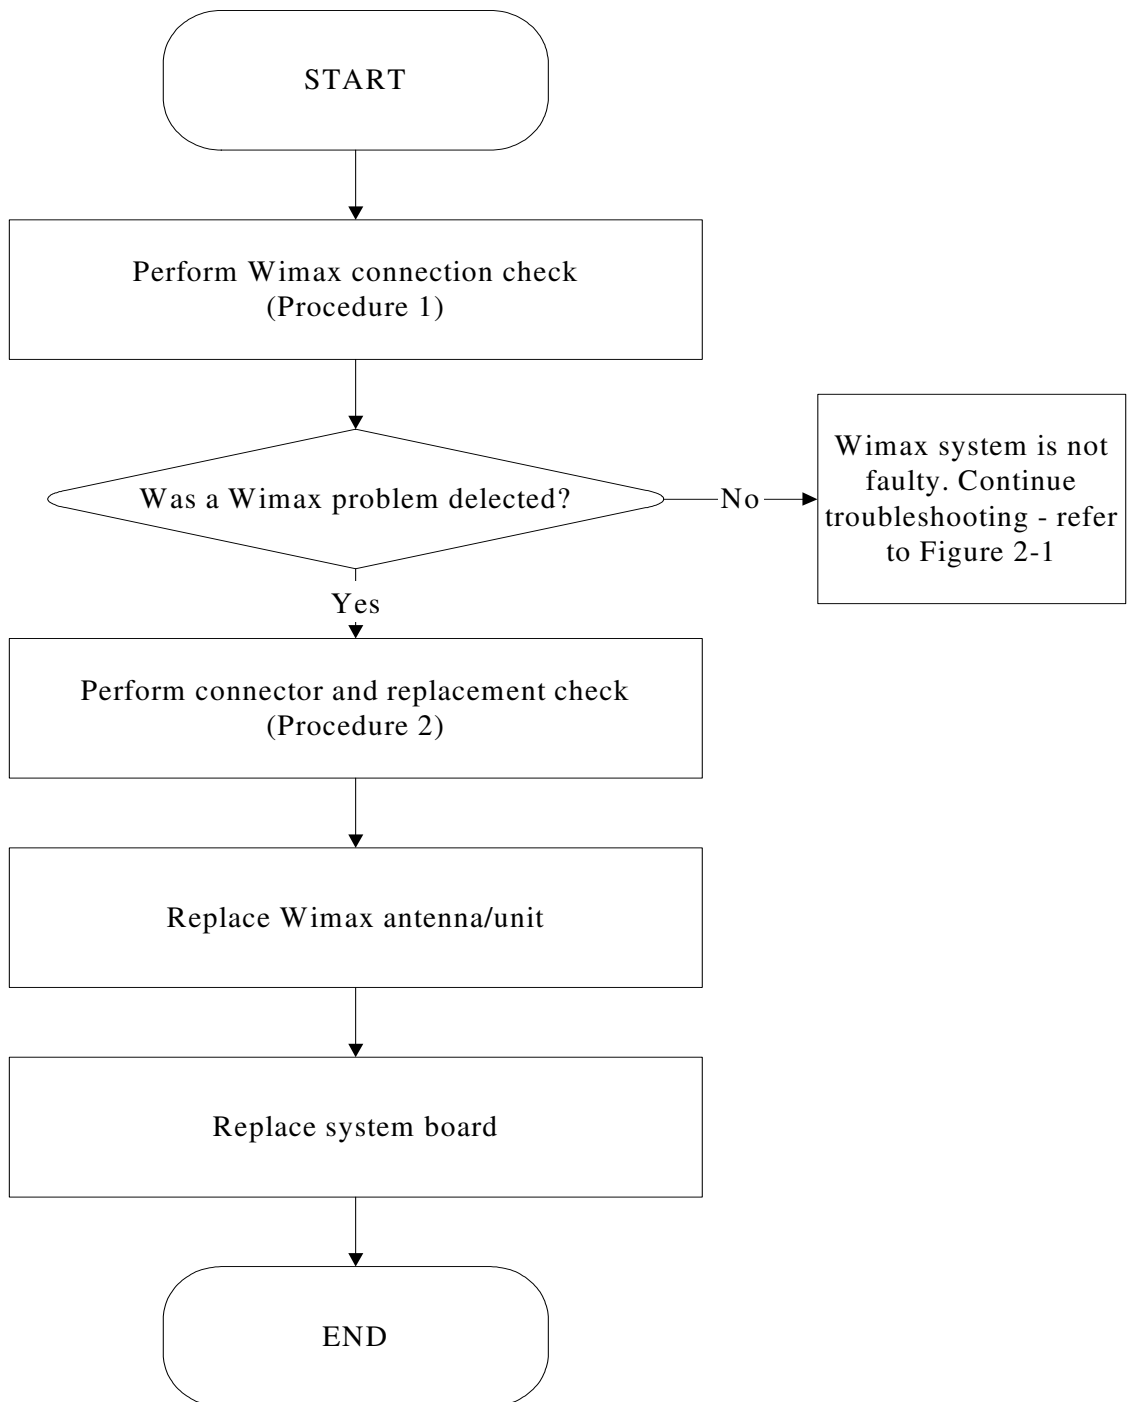 START
Perform Wimax connection check
(Procedure 1)
Was a Wimax problem delected?
No
Wimax system is not
faulty. Continue
troubleshooting - refer
to Figure 2-1
Yes
Perform connector and replacement check
(Procedure 2)
Replace Wimax antenna/unit
Replace system board
END